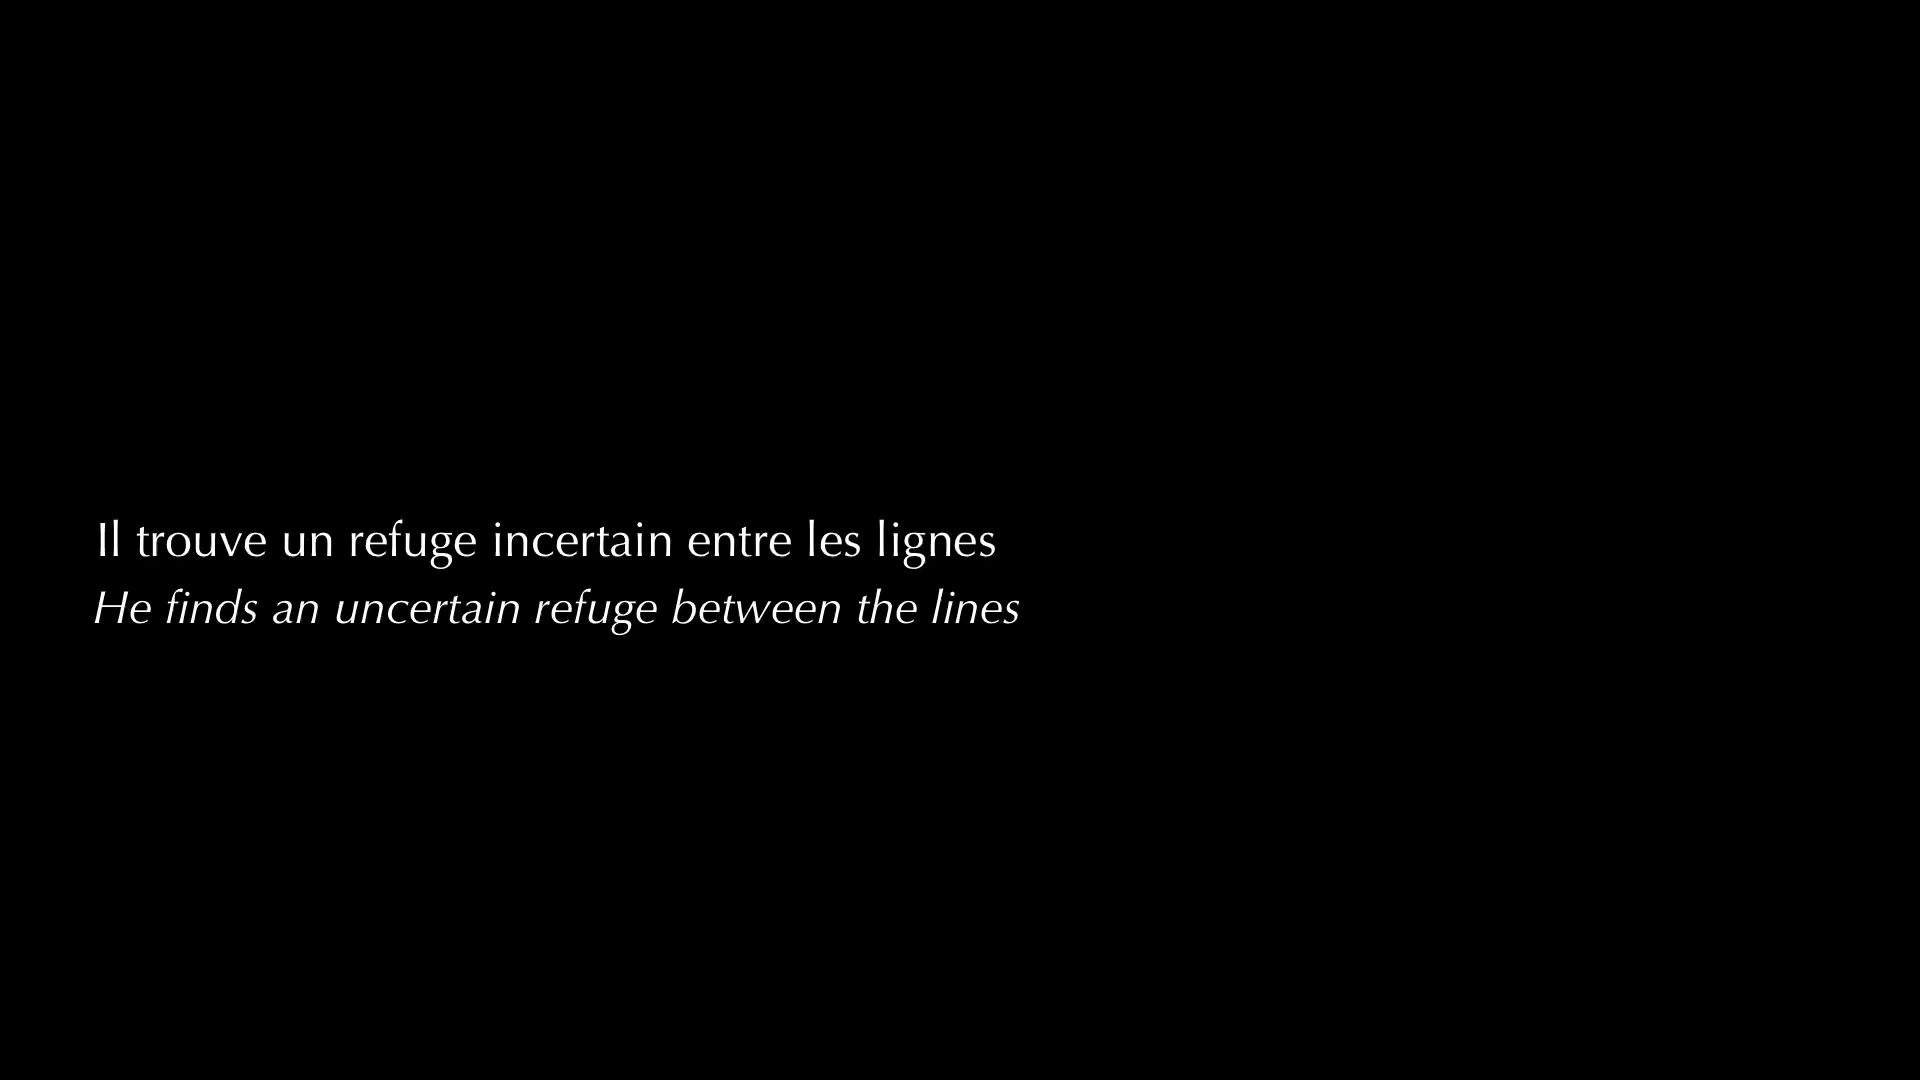 Il trouve un refuge incertain entre les lignes
He finds an uncertain refuge between the lines